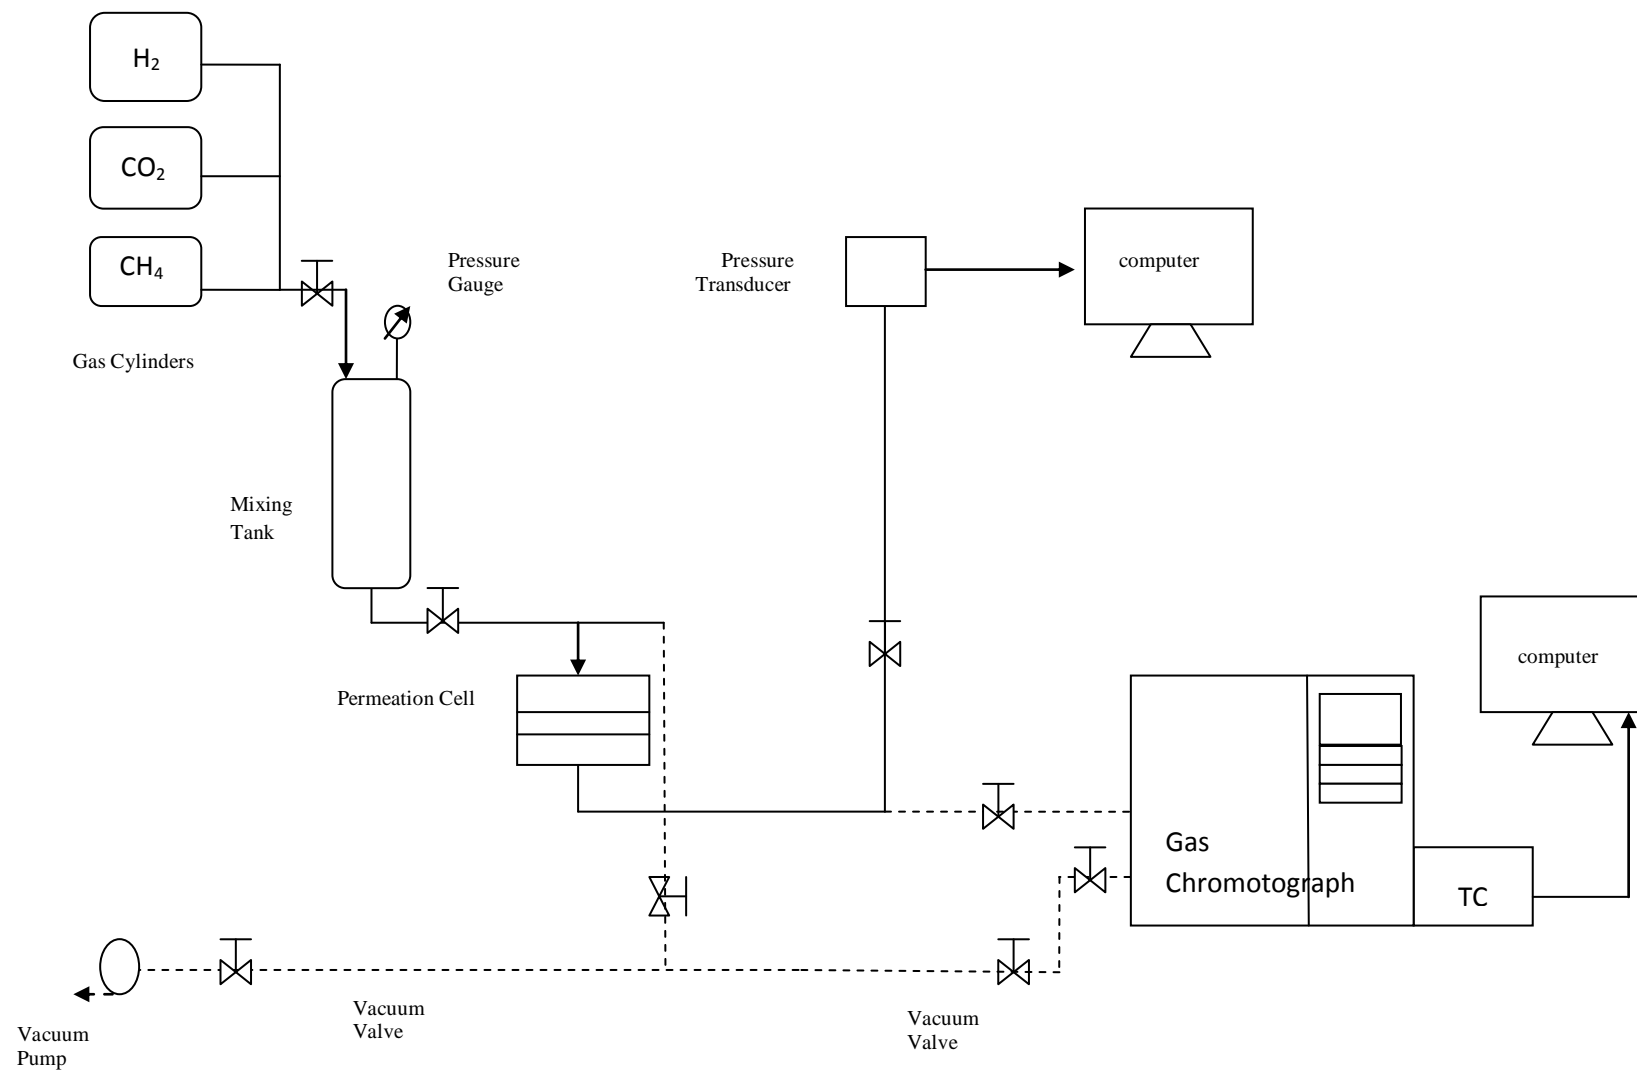 H₂
CO₂
CH₄
Gas Cylinders
Pressure
Gauge
Pressure
Transducer
computer
Mixing
Tank
Permeation Cell
computer
Gas
Chromotograph
TC
Vacuum
Valve
Vacuum
Valve
Vacuum
Pump